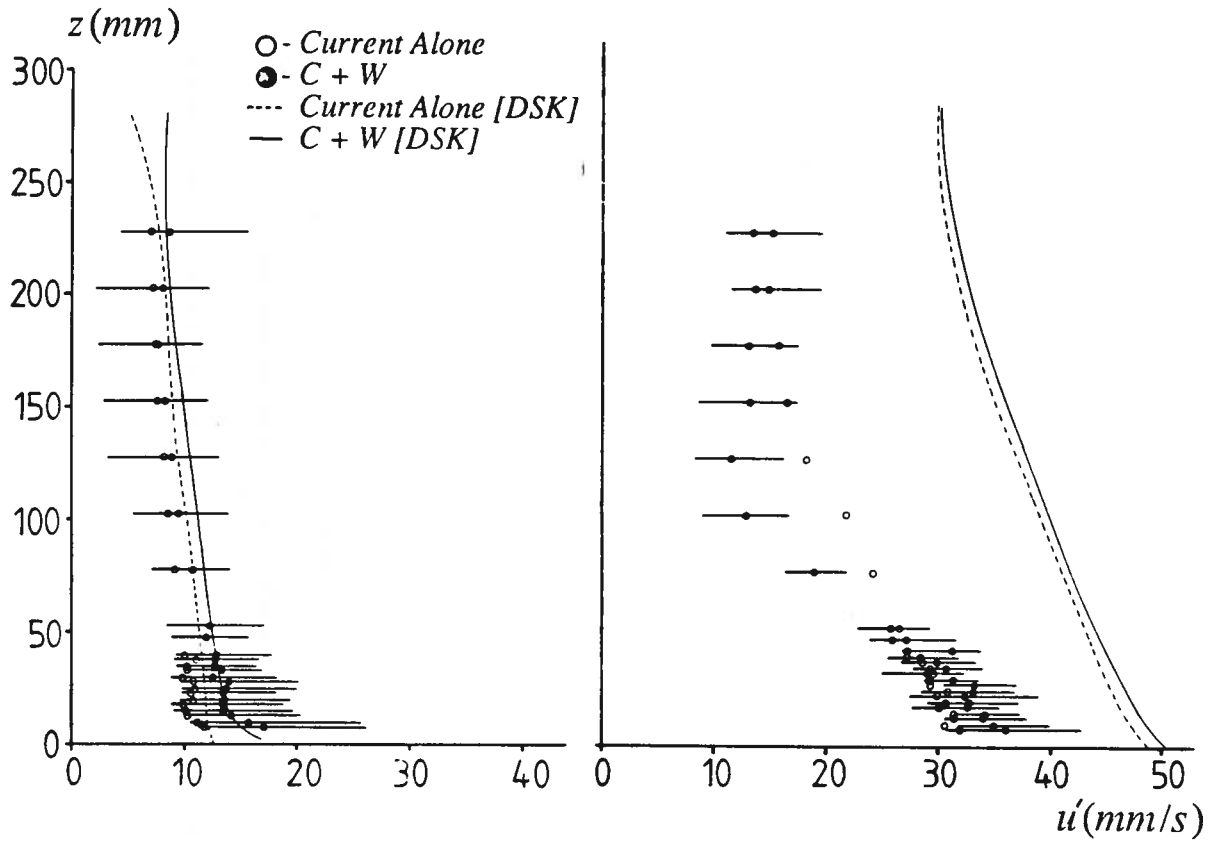 z (mm)
O - Current Alone
- C + W
---- Current Alone [DSK]
— C + W [DSK]
300
250
200
150
100
50
0
0 10 20 30 40
0 10 20 30 40 50
u′(mm/s)